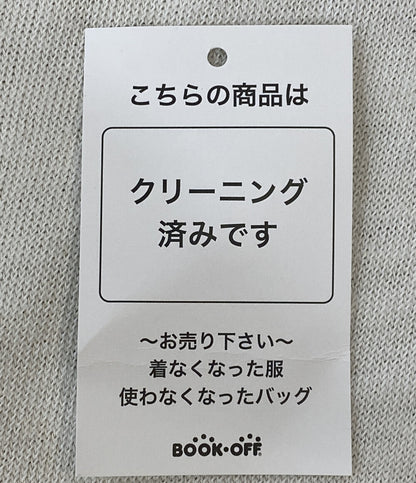 こちらの商品は
クリーニング
済みです
〜お売り下さい〜
着なくなった服
使わなくなったバッグ
BOOK・OFF